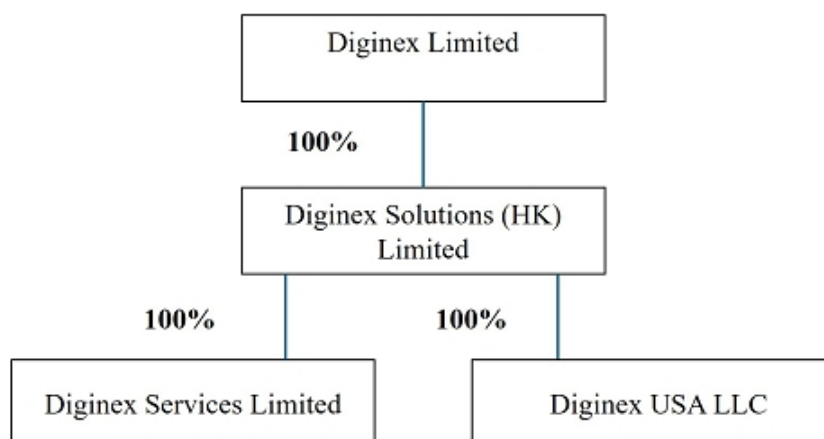 Diginex Limited
100%
Diginex Solutions (HK)
Limited
100%
100%
Diginex Services Limited
Diginex USA LLC